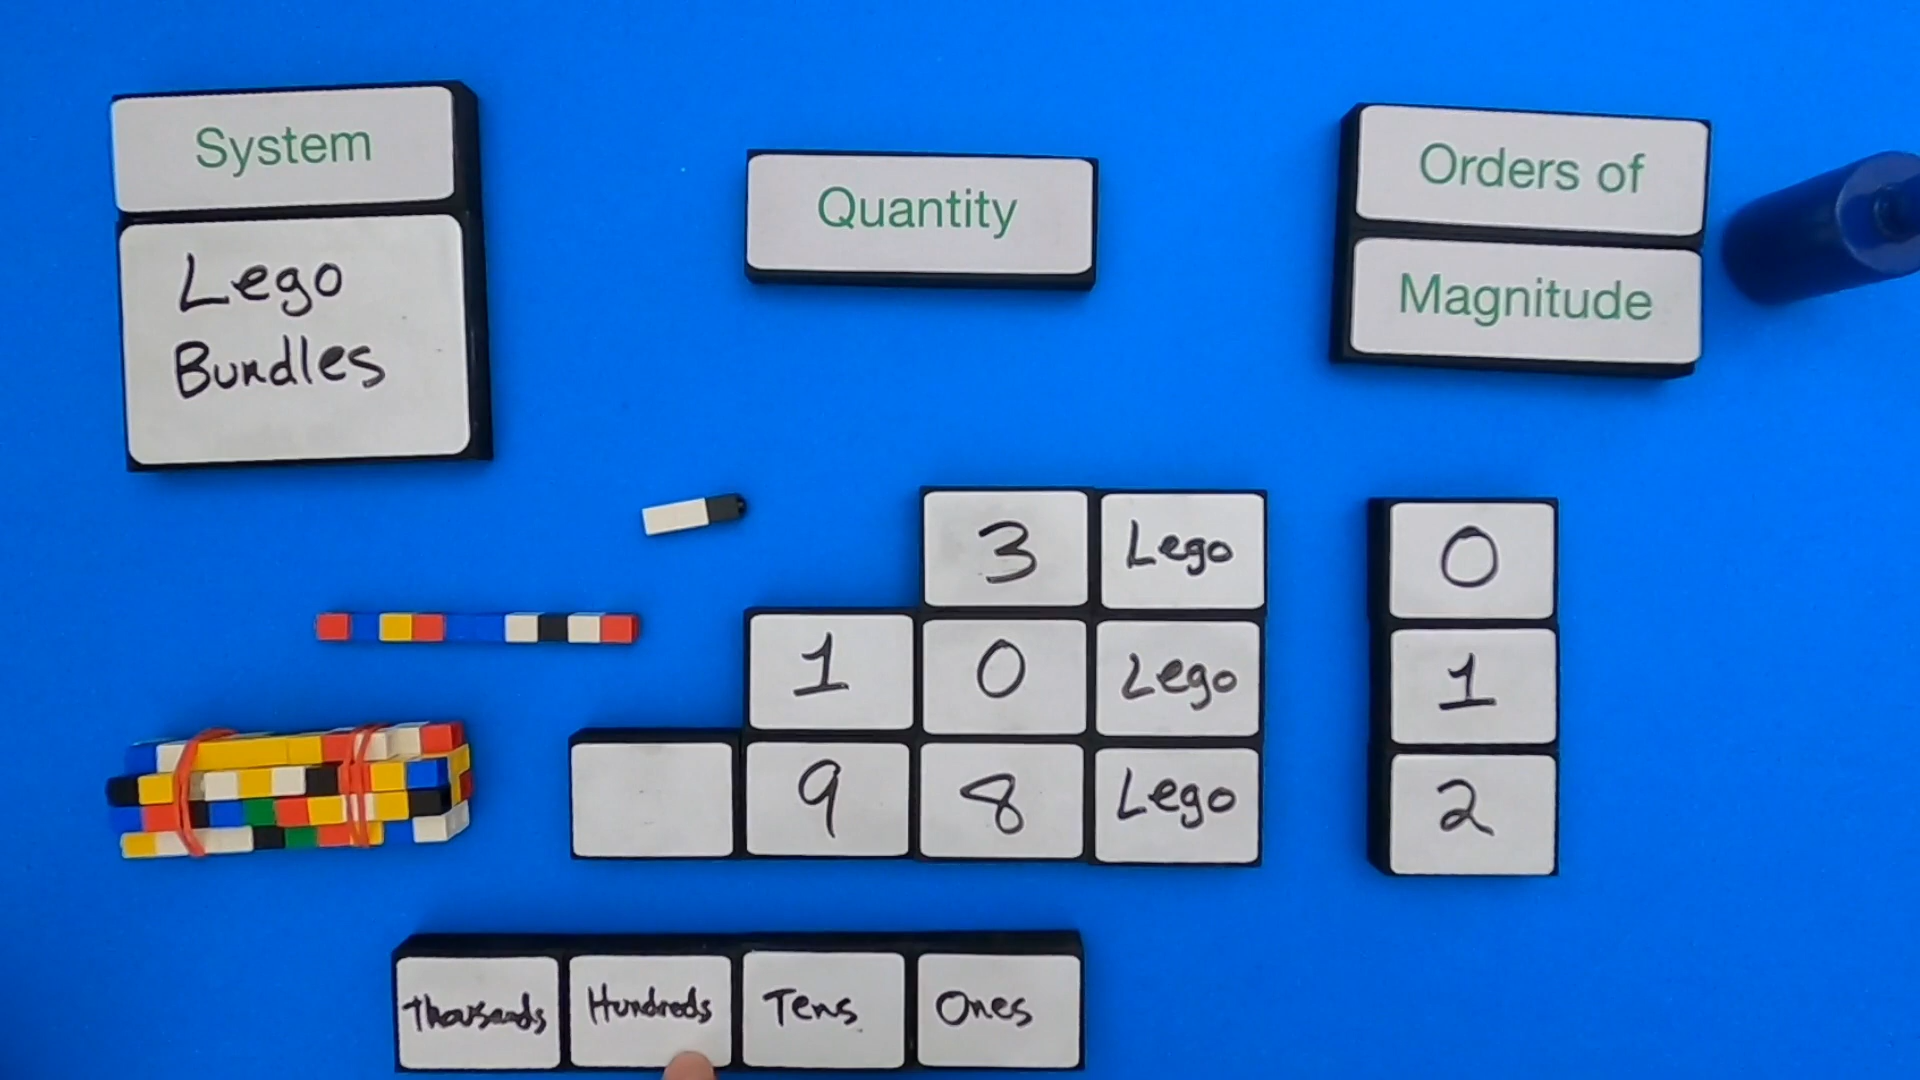 System
Lego
Bundles
Quantity
Orders of
Magnitude
3 Lego 0
1 0 Lego 1
9 8 Lego 2
Thousands Hundreds Tens Ones